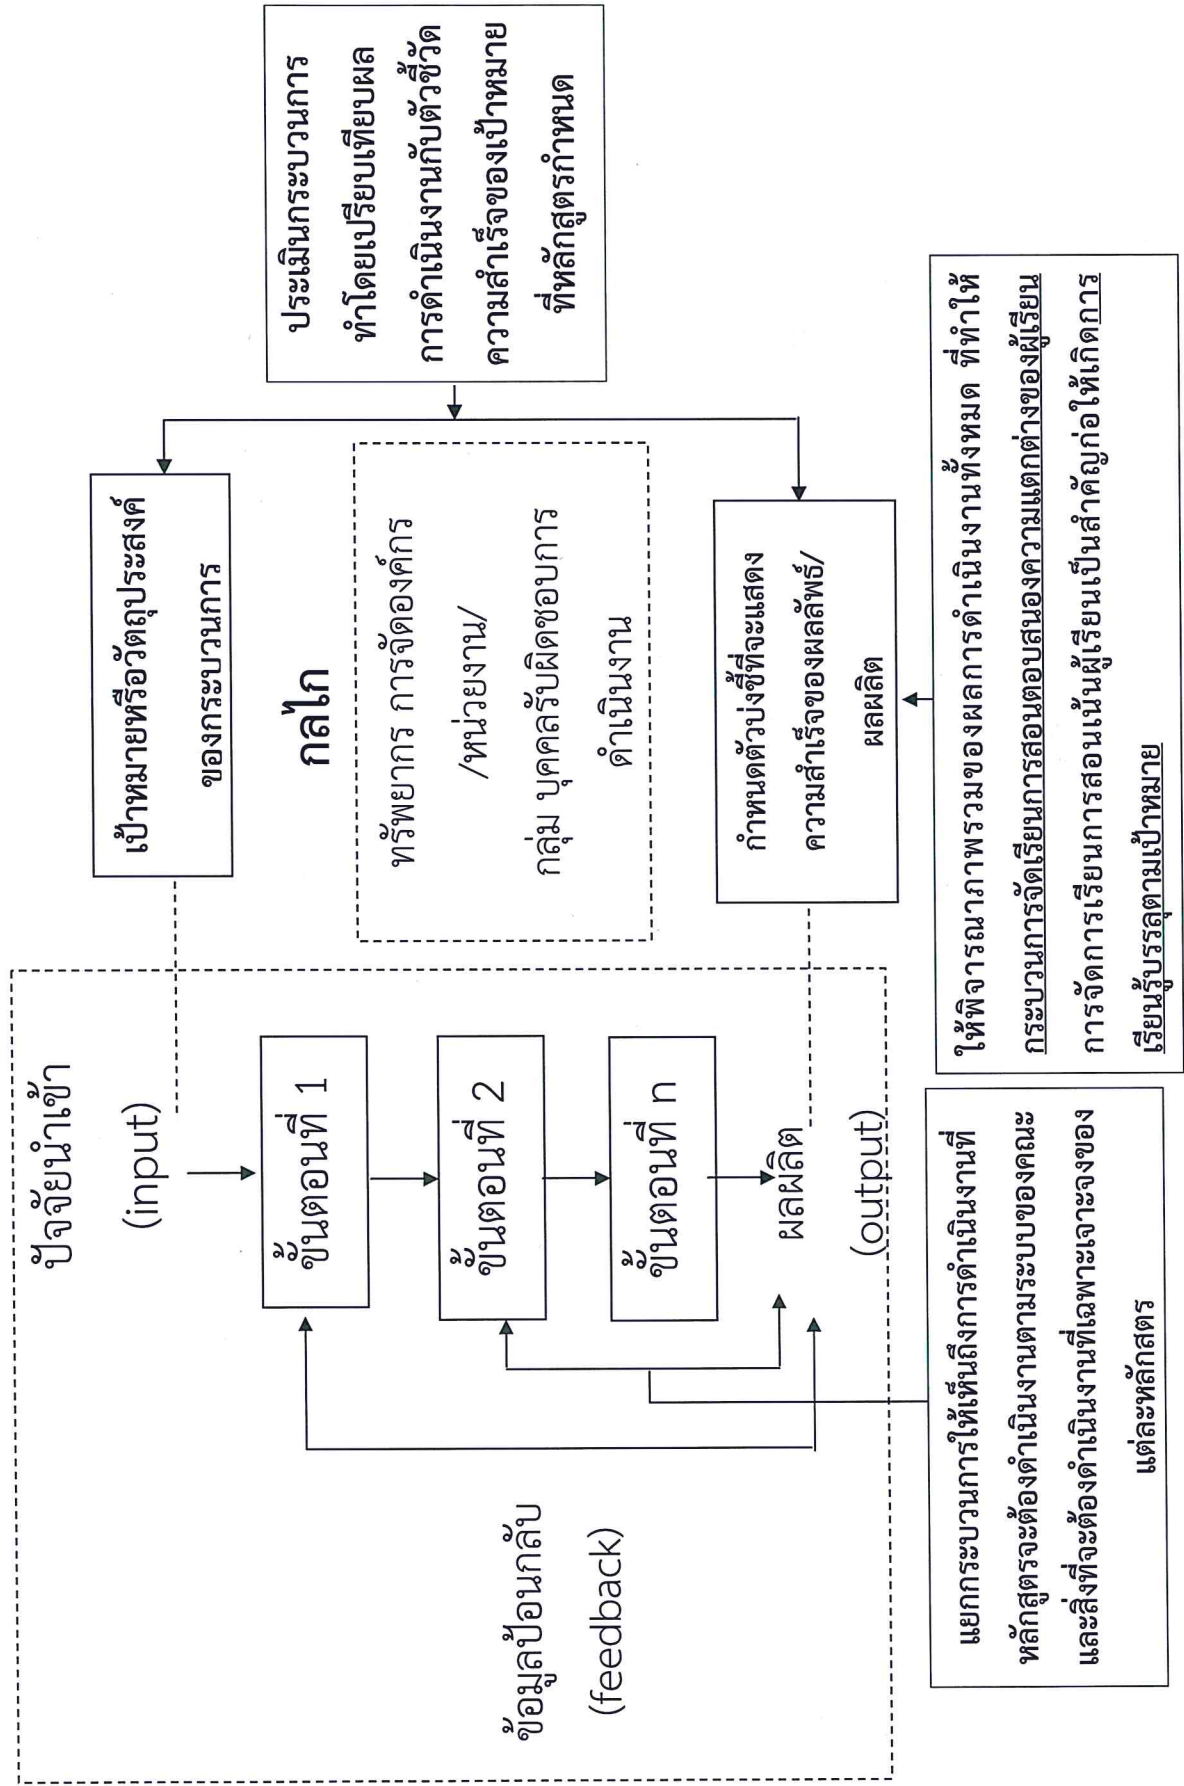 ปัจจัยนำเข้า
(input)
ขั้นตอนที่ 1
ขั้นตอนที่ 2
ขั้นตอนที่ n
ผลผลิต
(output)
ข้อมูลป้อนกลับ
(feedback)
เป้าหมายหรือวัตถุประสงค์
ของกระบวนการ
กลไก
ทรัพยากร การจัดองค์กร
/หน่วยงาน/
กลุ่ม บุคคลรับผิดชอบการ
ดำเนินงาน
กำหนดตัวบ่งชี้ที่จะแสดง
ความสำเร็จของผลลัพธ์/
ผลผลิต
ประเมินกระบวนการ
ทำโดยเปรียบเทียบผล
การดำเนินงานกับตัวชี้วัด
ความสำเร็จของเป้าหมาย
ที่หลักสูตรกำหนด
แยกกระบวนการให้เห็นถึงการดำเนินงานที่
หลักสูตรจะต้องดำเนินงานตามระบบของคณะ
และสิ่งที่จะต้องดำเนินงานที่เฉพาะเจาะจงของ
แต่ละหลักสูตร
ให้พิจารณาภาพรวมของผลการดำเนินงานทั้งหมด ที่ทำให้
กระบวนการจัดเรียนการสอนตอบสนองความแตกต่างของผู้เรียน
การจัดการเรียนการสอนเน้นผู้เรียนเป็นสำคัญก่อให้เกิดการ
เรียนรู้บรรลุตามเป้าหมาย